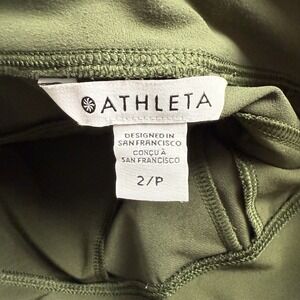 ATHLETA
DESIGNED IN
SAN FRANCISCO
CONÇU À
SAN FRANCISCO
2/P